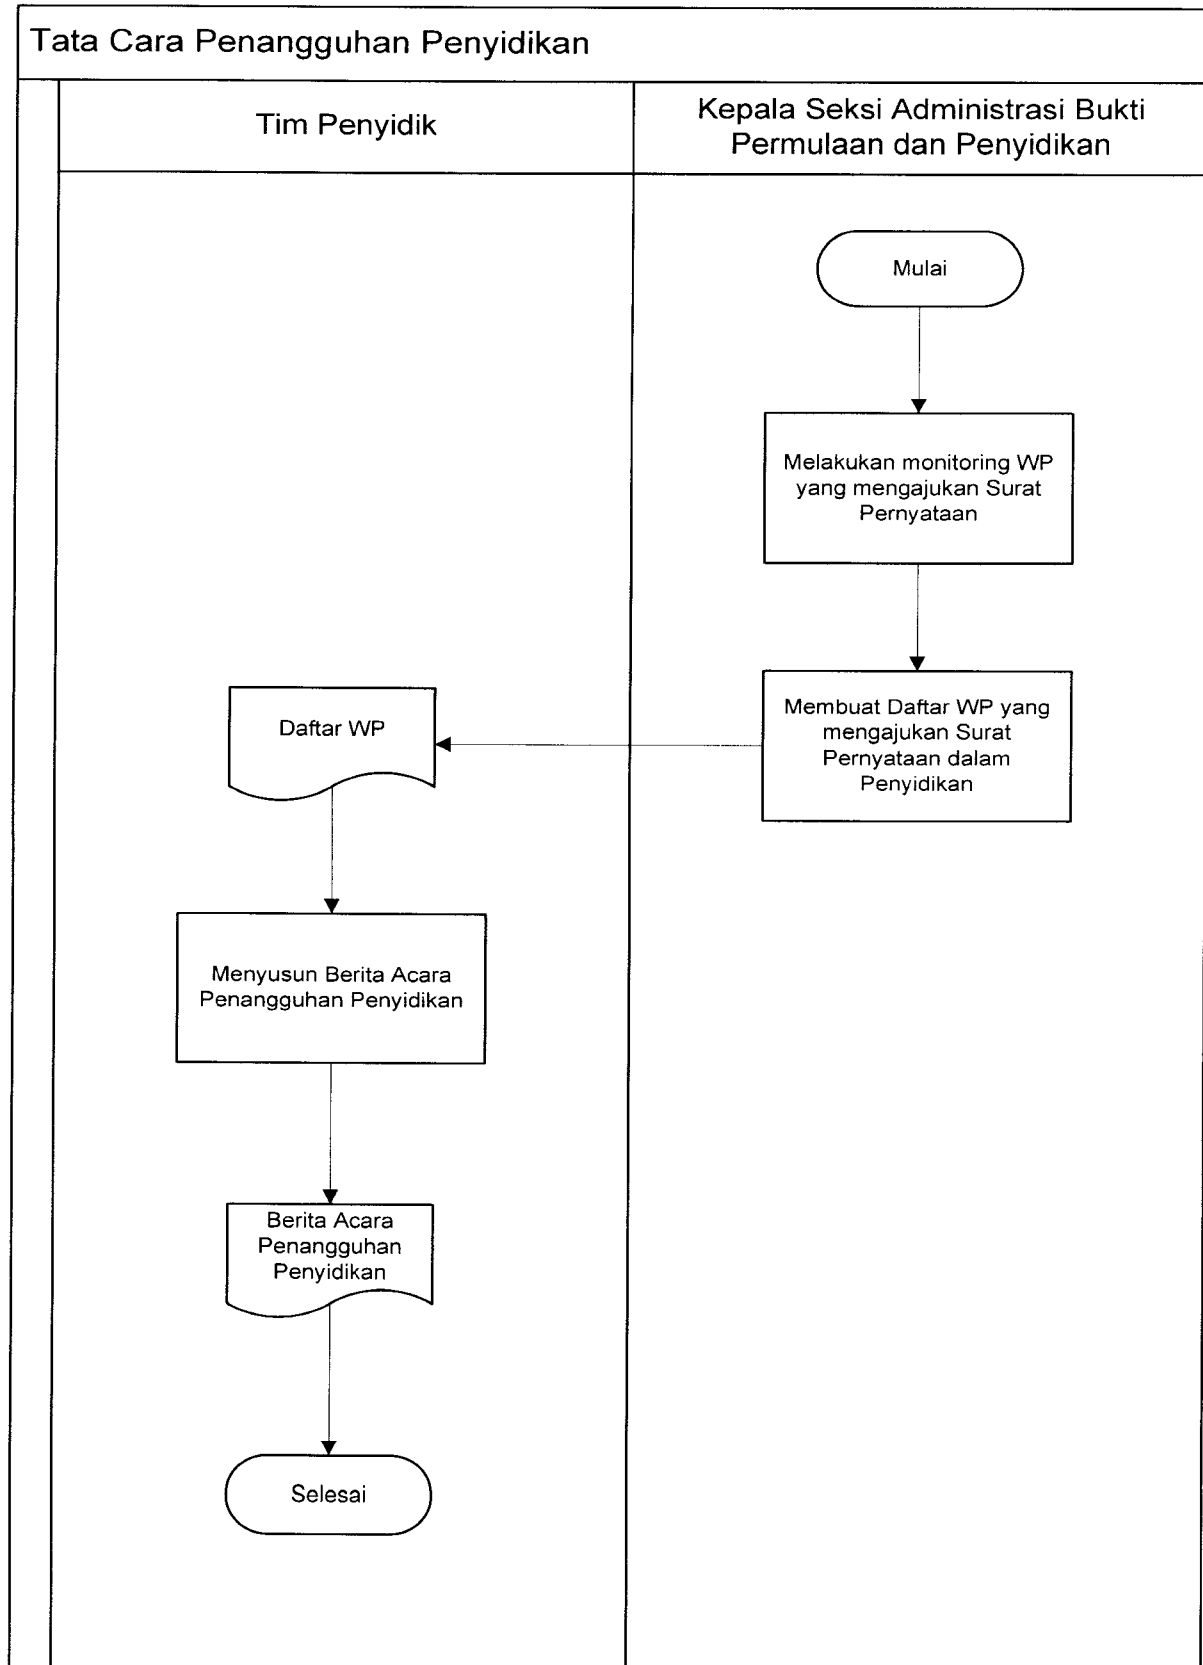 Tata Cara Penangguhan Penyidikan
Tim Penyidik
Kepala Seksi Administrasi Bukti
Permulaan dan Penyidikan
Mulai
Melakukan monitoring WP
yang mengajukan Surat
Pernyataan
Membuat Daftar WP yang
mengajukan Surat
Pernyataan dalam
Penyidikan
Daftar WP
Menyusun Berita Acara
Penangguhan Penyidikan
Berita Acara
Penangguhan
Penyidikan
Selesai